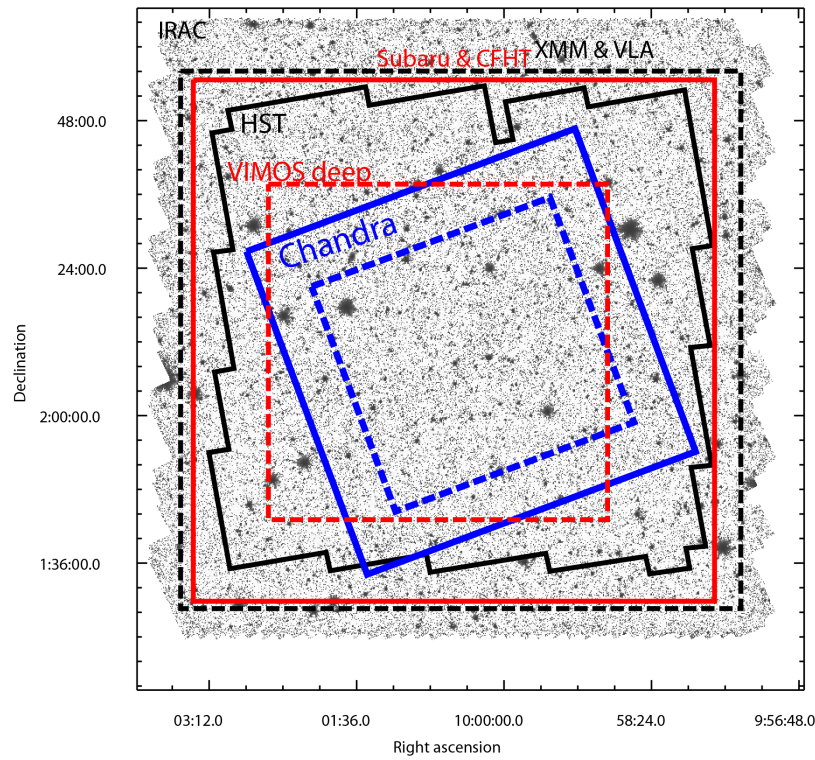 IRAC
Subaru & CFHT
XMM & VLA
HST
VIMOS deep
Chandra
48:00.0
24:00.0
2:00:00.0
1:36:00.0
Declination
03:12.0
01:36.0
10:00:00.0
58:24.0
9:56:48.0
Right ascension